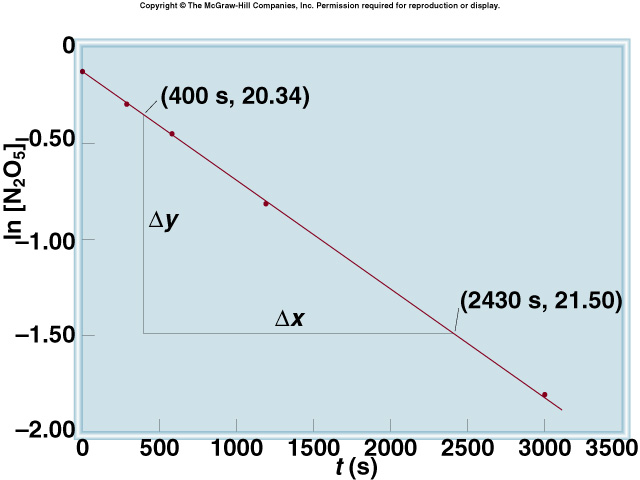 Copyright © The McGraw-Hill Companies, Inc. Permission required for reproduction or display.
0
(400 s, 20.34)
–0.50
ln [N₂O₅]t
Δy
–1.00
(2430 s, 21.50)
Δx
–1.50
–2.00
0 500 1000 1500 2000 2500 3000 3500
t (s)